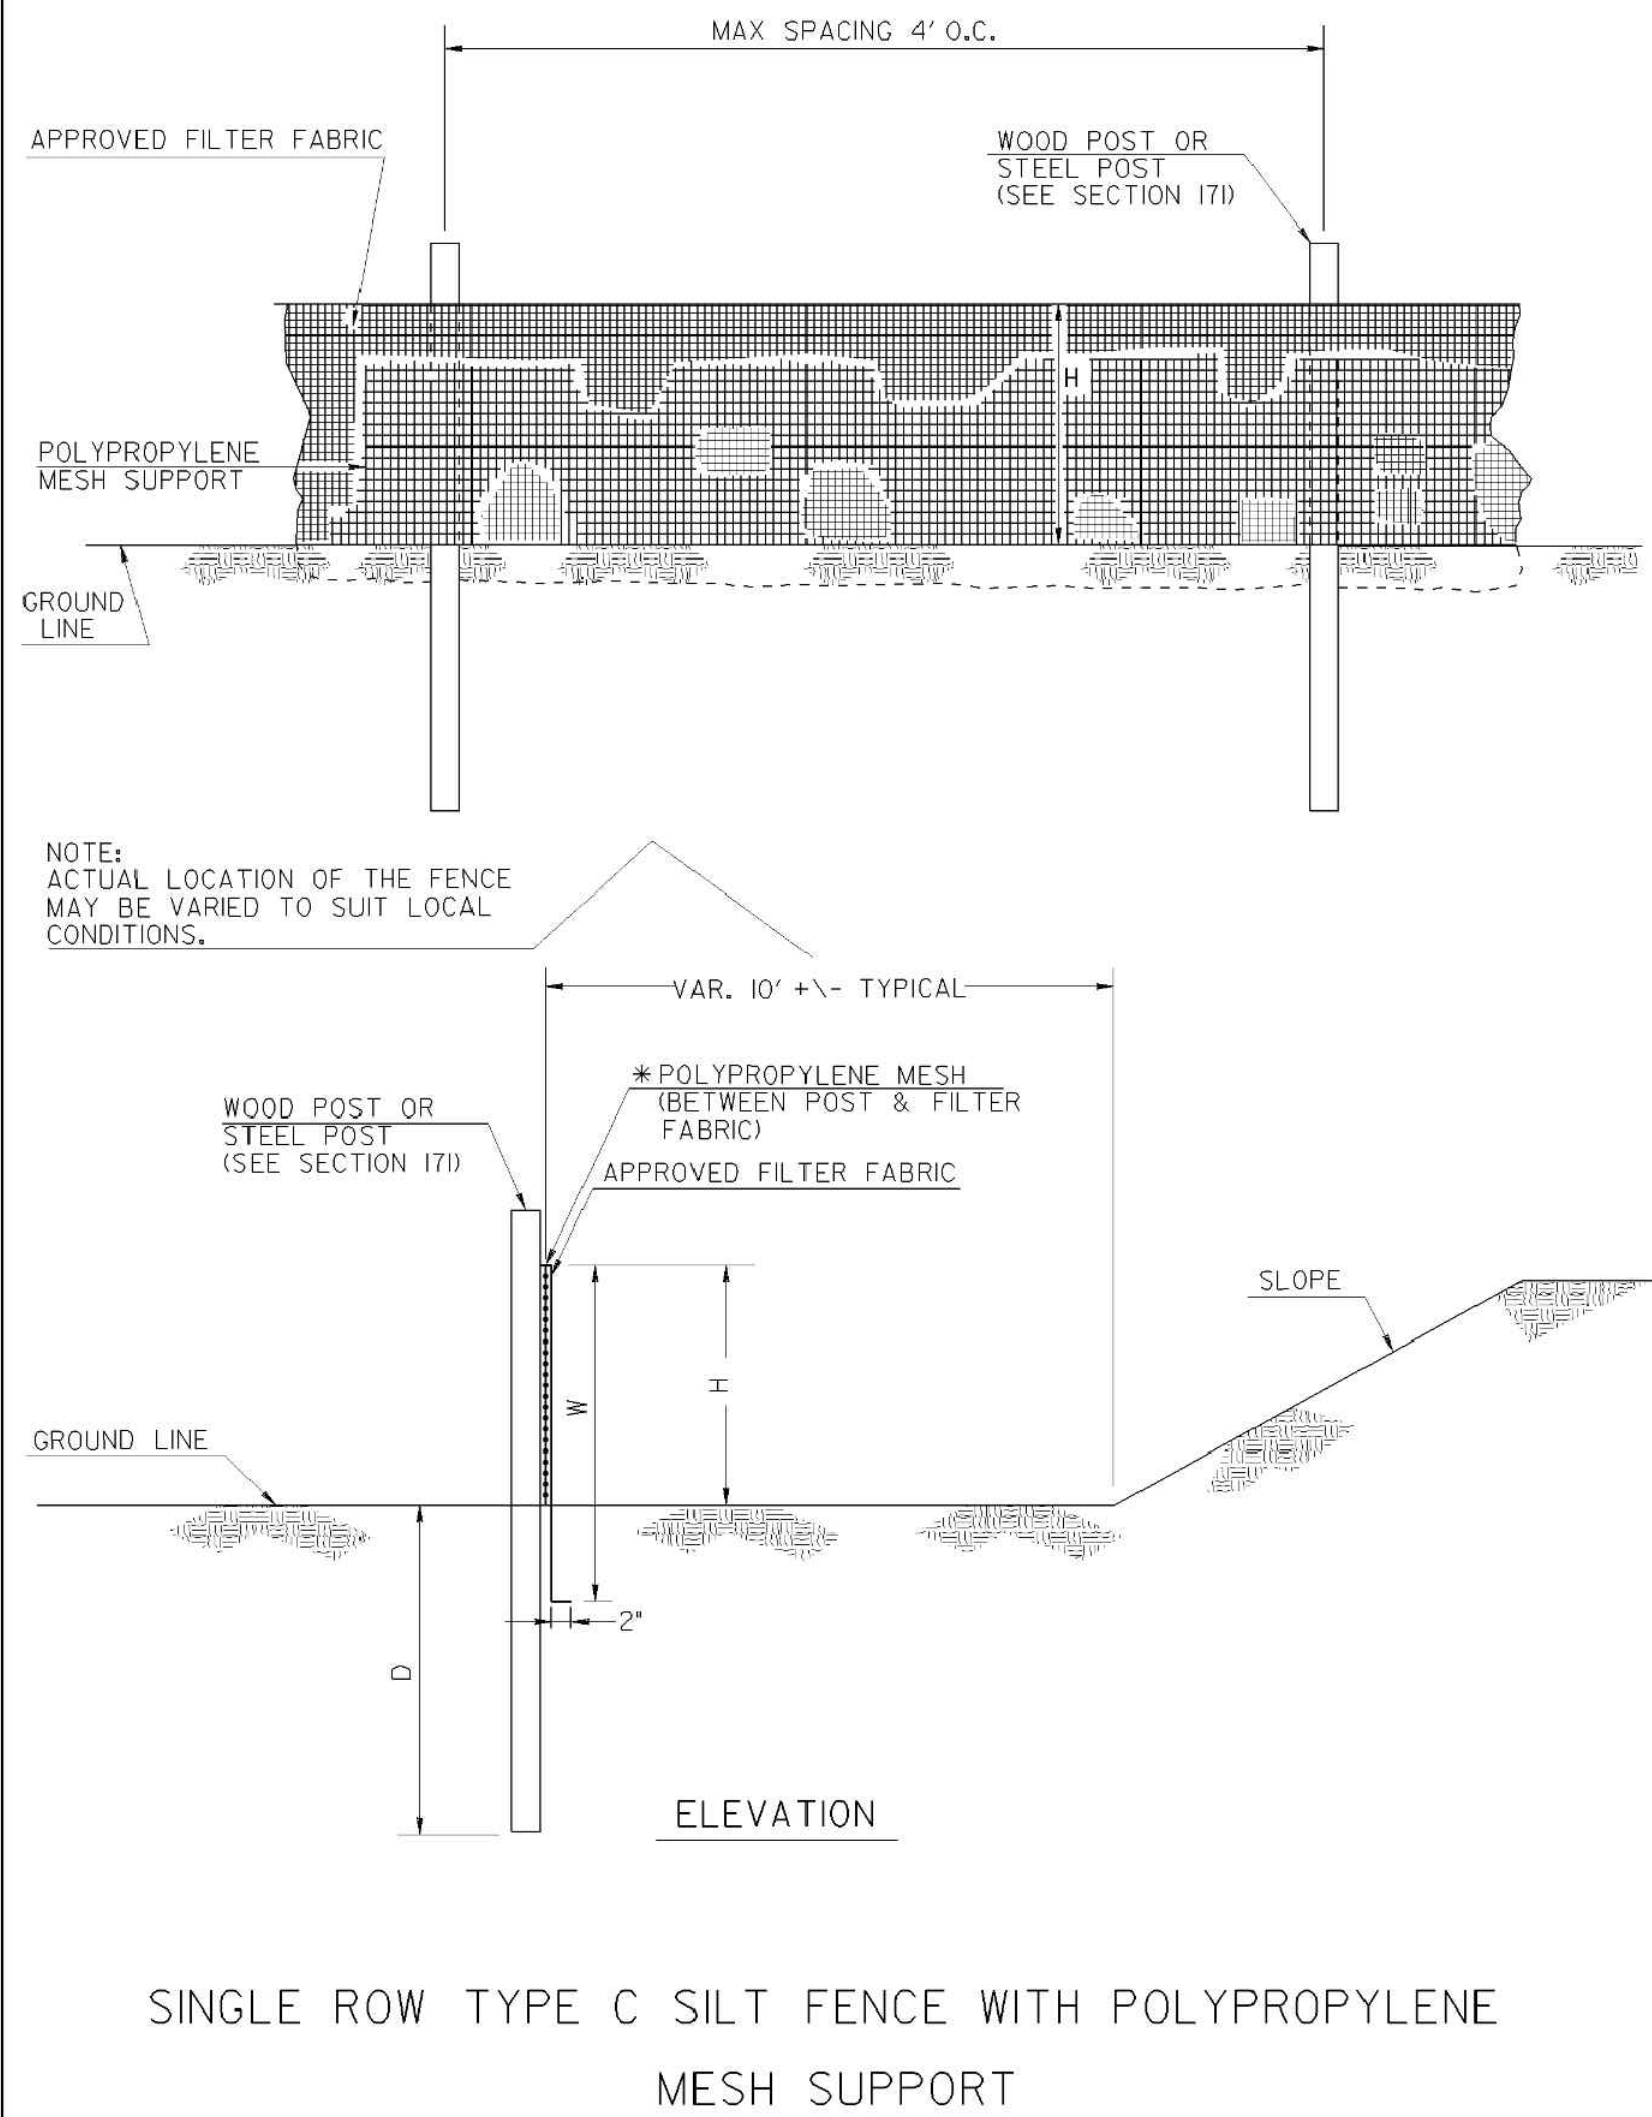 MAX SPACING 4' O.C.
APPROVED FILTER FABRIC
WOOD POST OR
STEEL POST
(SEE SECTION 171)
H
POLYPROPYLENE
MESH SUPPORT
GROUND
LINE
NOTE:
ACTUAL LOCATION OF THE FENCE
MAY BE VARIED TO SUIT LOCAL
CONDITIONS.
VAR. 10' +\- TYPICAL
*POLYPROPYLENE MESH
(BETWEEN POST & FILTER
FABRIC)
WOOD POST OR
STEEL POST
(SEE SECTION 171)
APPROVED FILTER FABRIC
SLOPE
H
W
GROUND LINE
2"
D
ELEVATION
SINGLE ROW TYPE C SILT FENCE WITH POLYPROPYLENE
MESH SUPPORT